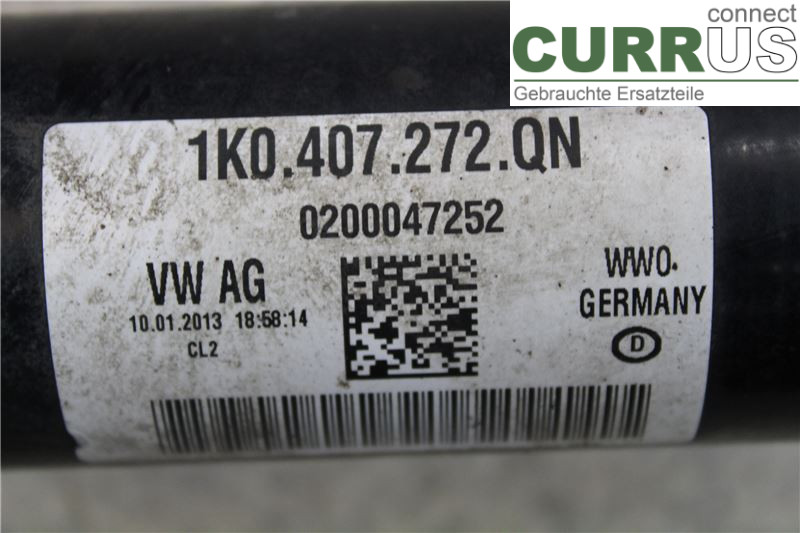 connect
CURRUS
Gebrauchte Ersatzteile
1K0.407.272.QN
0200047252
VW AG
WWO.
GERMANY
10.01.2013 18:58:14
CL2
D